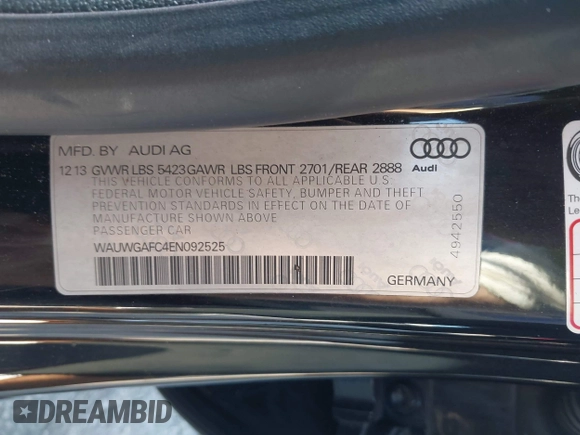 MFD. BY AUDI AG
12 13 GVWR LBS 5423 GAWR LBS FRONT 2701/REAR 2888
THIS VEHICLE CONFORMS TO ALL APPLICABLE U S
FEDERAL MOTOR VEHICLE SAFETY, BUMPER AND THEFT
PREVENTION STANDARDS IN EFFECT ON THE DATE OF
MANUFACTURE SHOWN ABOVE
PASSENGER CAR
WAUWGAFC4EN092525
GERMANY
Audi
4942550
DREAMBID